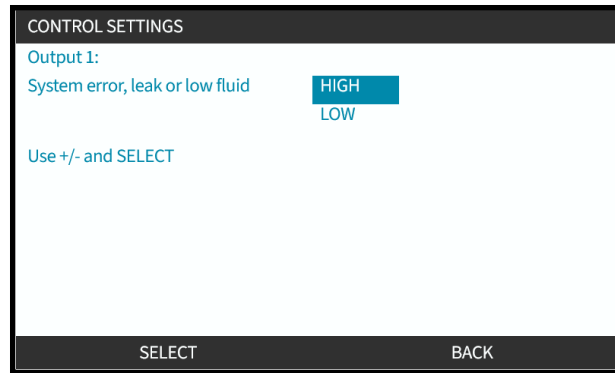 CONTROL SETTINGS
Output 1:
System error, leak or low fluid HIGH
LOW
Use +/- and SELECT
SELECT BACK